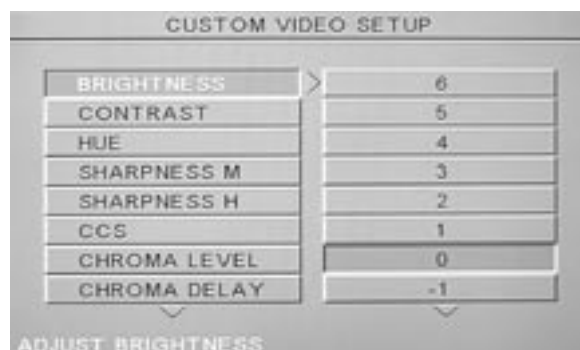 CUSTOM VIDEO SETUP
BRIGHTNESS > 6
CONTRAST 5
HUE 4
SHARPNESS M 3
SHARPNESS H 2
CCS 1
CHROMA LEVEL 0
CHROMA DELAY -1
ADJUST BRIGHTNESS